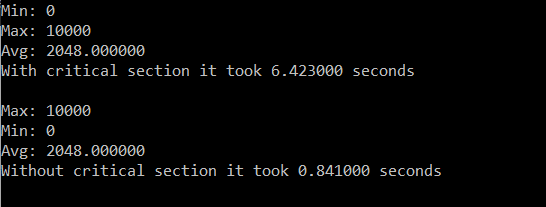 Min: 0
Max: 10000
Avg: 2048.000000
With critical section it took 6.423000 seconds
Max: 10000
Min: 0
Avg: 2048.000000
Without critical section it took 0.841000 seconds